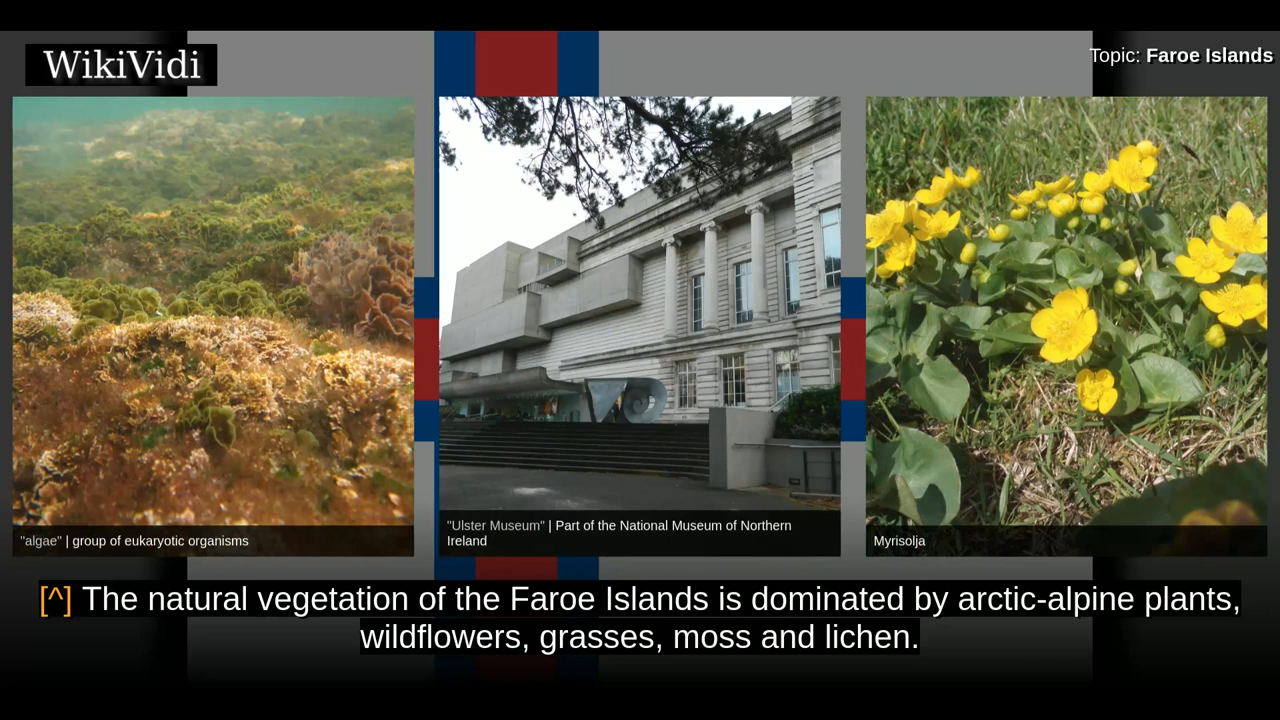 WikiVidi
Topic: Faroe Islands
"algae" | group of eukaryotic organisms
"Ulster Museum" | Part of the National Museum of Northern
Ireland
Myrisolja
[^] The natural vegetation of the Faroe Islands is dominated by arctic-alpine plants,
wildflowers, grasses, moss and lichen.